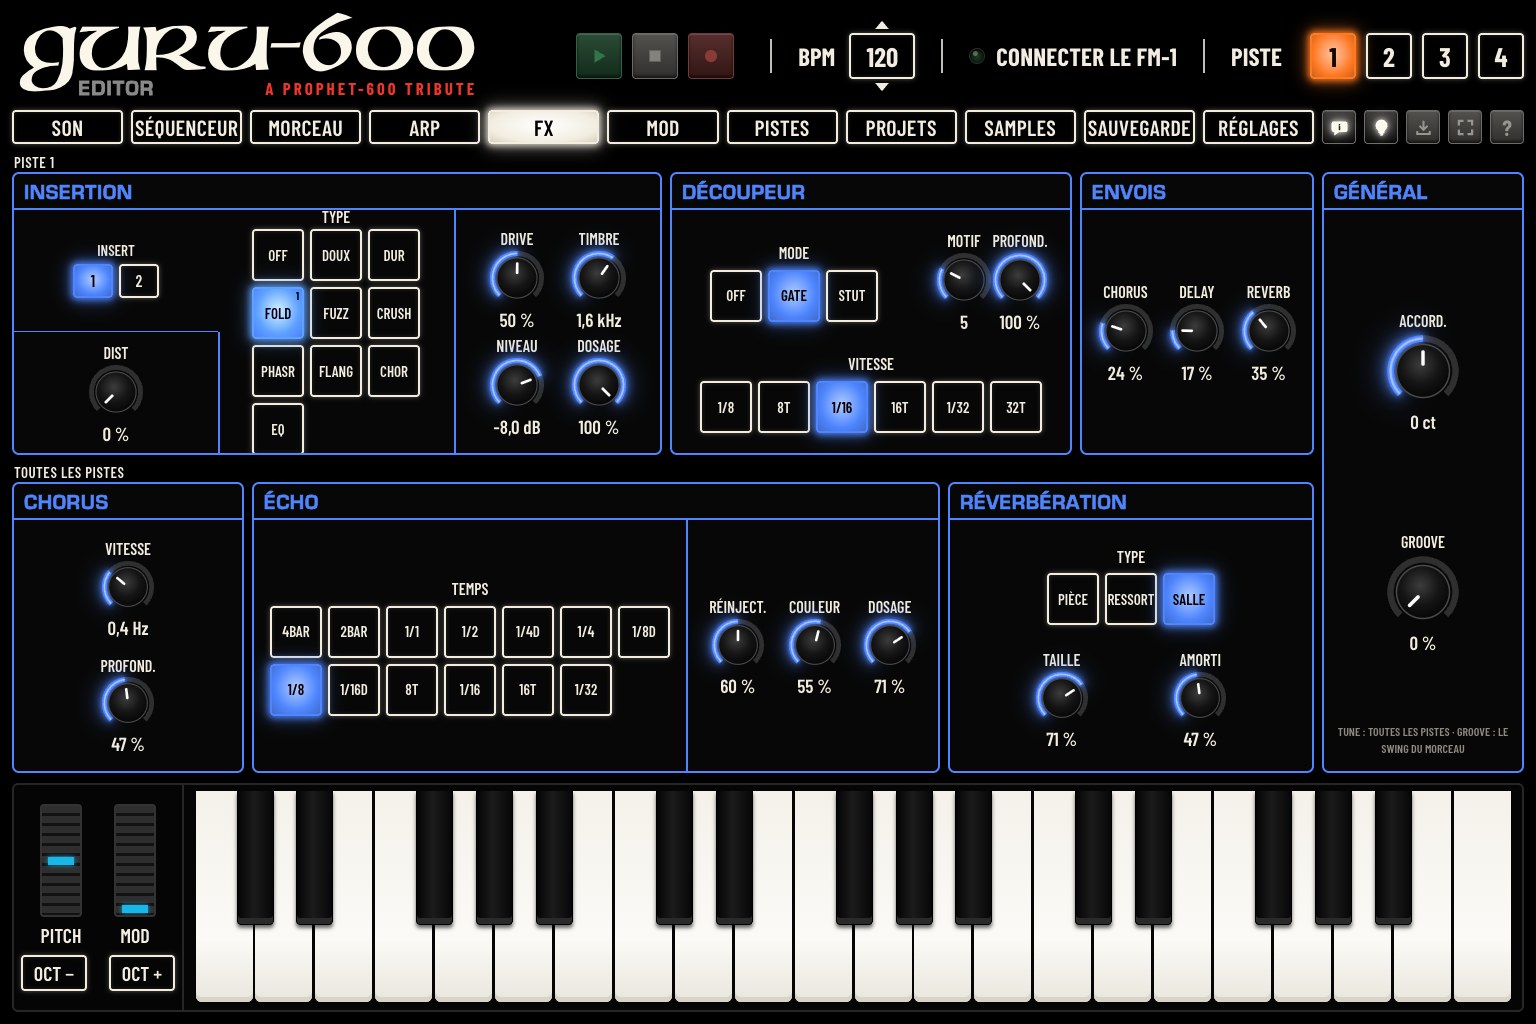 guru-600
EDITOR
A PROPHET-600 TRIBUTE
BPM 120
CONNECTER LE FM-1
PISTE 1 2 3 4
SON SÉQUENCEUR MORCEAU ARP FX MOD PISTES PROJETS SAMPLES SAUVEGARDE RÉGLAGES ?
PISTE 1
INSERTION
INSERT
1 2
DIST
0 %
TYPE
OFF DOUX DUR
FOLD 1 FUZZ CRUSH
PHASR FLANG CHOR
EQ
DRIVE TIMBRE
50 % 1,6 kHz
NIVEAU DOSAGE
-8,0 dB 100 %
DÉCOUPEUR
MODE
OFF GATE STUT
MOTIF PROFOND.
5 100 %
VITESSE
1/8 8T 1/16 16T 1/32 32T
ENVOIS
CHORUS DELAY REVERB
24 % 17 % 35 %
GÉNÉRAL
ACCORD.
0 ct
GROOVE
0 %
TUNE : TOUTES LES PISTES · GROOVE : LE
SWING DU MORCEAU
TOUTES LES PISTES
CHORUS
VITESSE
0,4 Hz
PROFOND.
47 %
ÉCHO
TEMPS
4BAR 2BAR 1/1 1/2 1/4D 1/4 1/8D
1/8 1/16D 8T 1/16 16T 1/32
RÉINJECT. COULEUR DOSAGE
60 % 55 % 71 %
RÉVERBÉRATION
TYPE
PIÈCE RESSORT SALLE
TAILLE AMORTI
71 % 47 %
PITCH MOD
OCT − OCT +